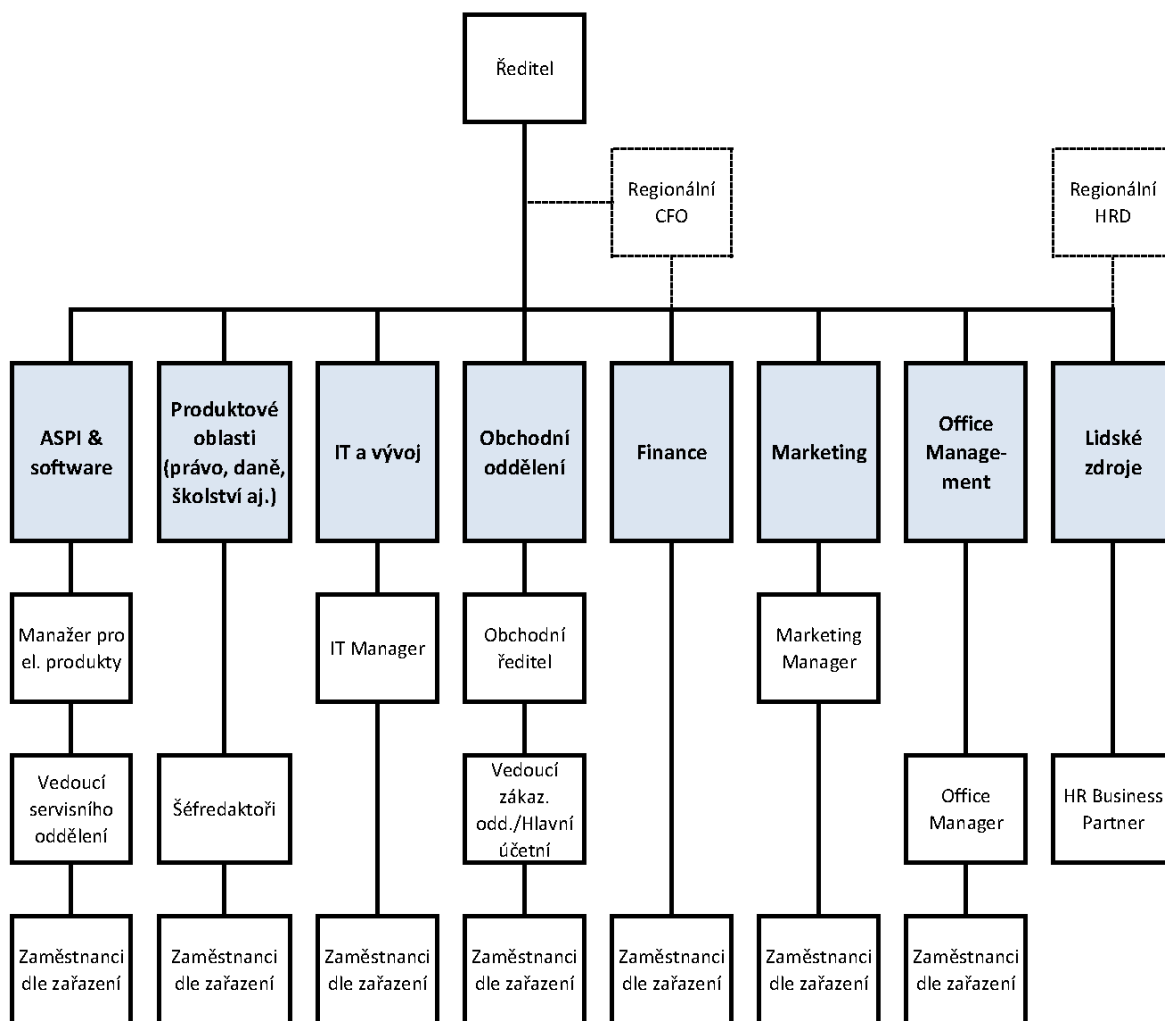 Ředitel
Regionální
CFO
Regionální
HRD
ASPI &
software
Produktové
oblasti
(právo, daně,
školství aj.)
IT a vývoj
Obchodní
oddělení
Finance
Marketing
Office
Manage-
ment
Lidské
zdroje
Manažer pro
el. produkty
IT Manager
Obchodní
ředitel
Marketing
Manager
Vedoucí
servisního
oddělení
Šéfredaktoři
Vedoucí
zákaz.
odd./Hlavní
účetní
Office
Manager
HR Business
Partner
Zaměstnanci
dle zařazení
Zaměstnanci
dle zařazení
Zaměstnanci
dle zařazení
Zaměstnanci
dle zařazení
Zaměstnanci
dle zařazení
Zaměstnanci
dle zařazení
Zaměstnanci
dle zařazení